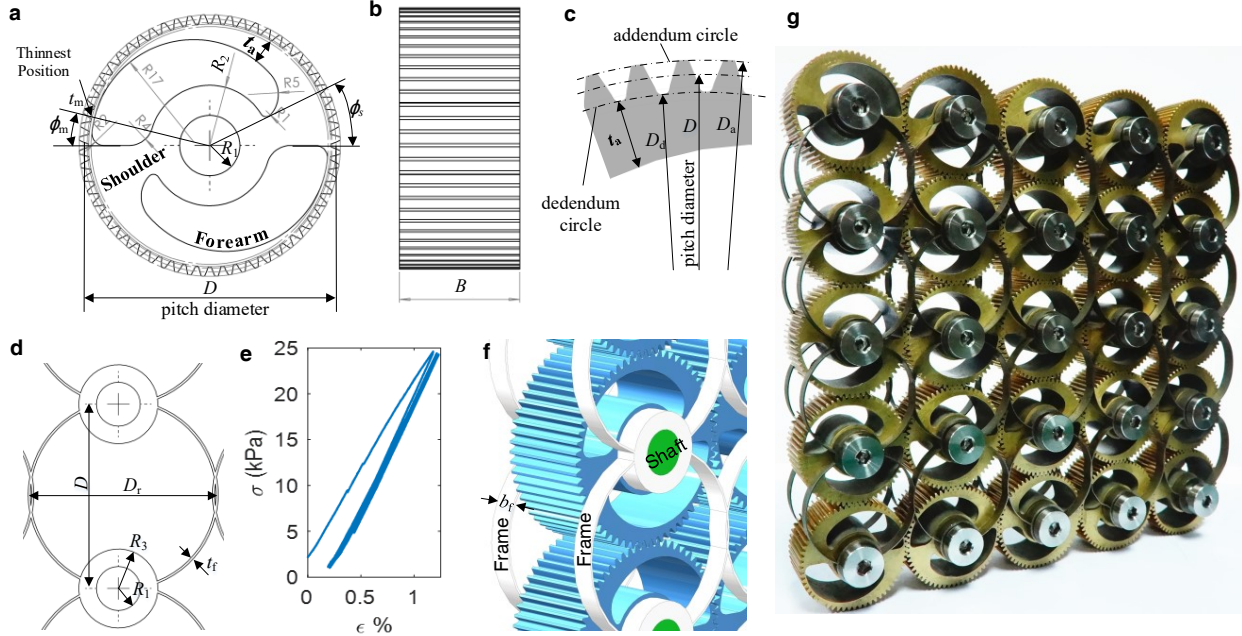 a
Thinnest
Position
t_m
ϕ_m
R2
R4
R17
R_2
t_a
R5
R1
ϕ_s
R_1
Shoulder
Forearm
D
pitch diameter
b
B
c
addendum circle
t_a
D_d
D
D_a
pitch diameter
dedendum
circle
d
D
D_r
R_3
R_1
t_f
e
σ (kPa)
25
20
15
10
5
0
0
0.5
1
ϵ %
f
Shaft
b_f
Frame
Frame
g